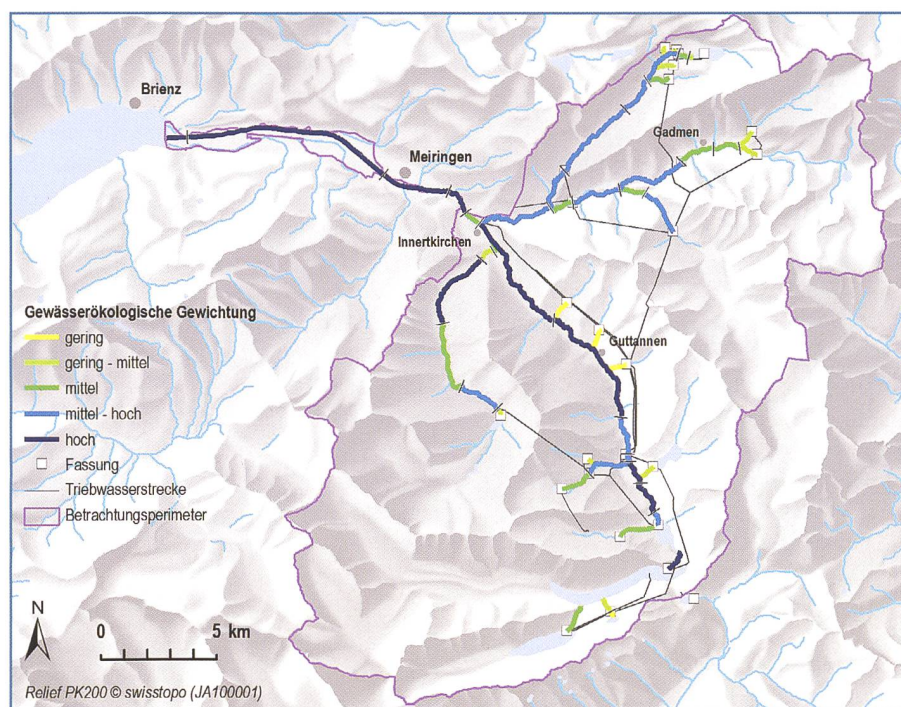 Brienz
Meiringen
Gadmen
Innertkirchen
Guttannen
Gewässerökologische Gewichtung
gering
gering - mittel
mittel
mittel - hoch
hoch
Fassung
Triebwasserstrecke
Betrachtungsperimeter
N
0 5 km
Relief PK200 © swisstopo (JA100001)